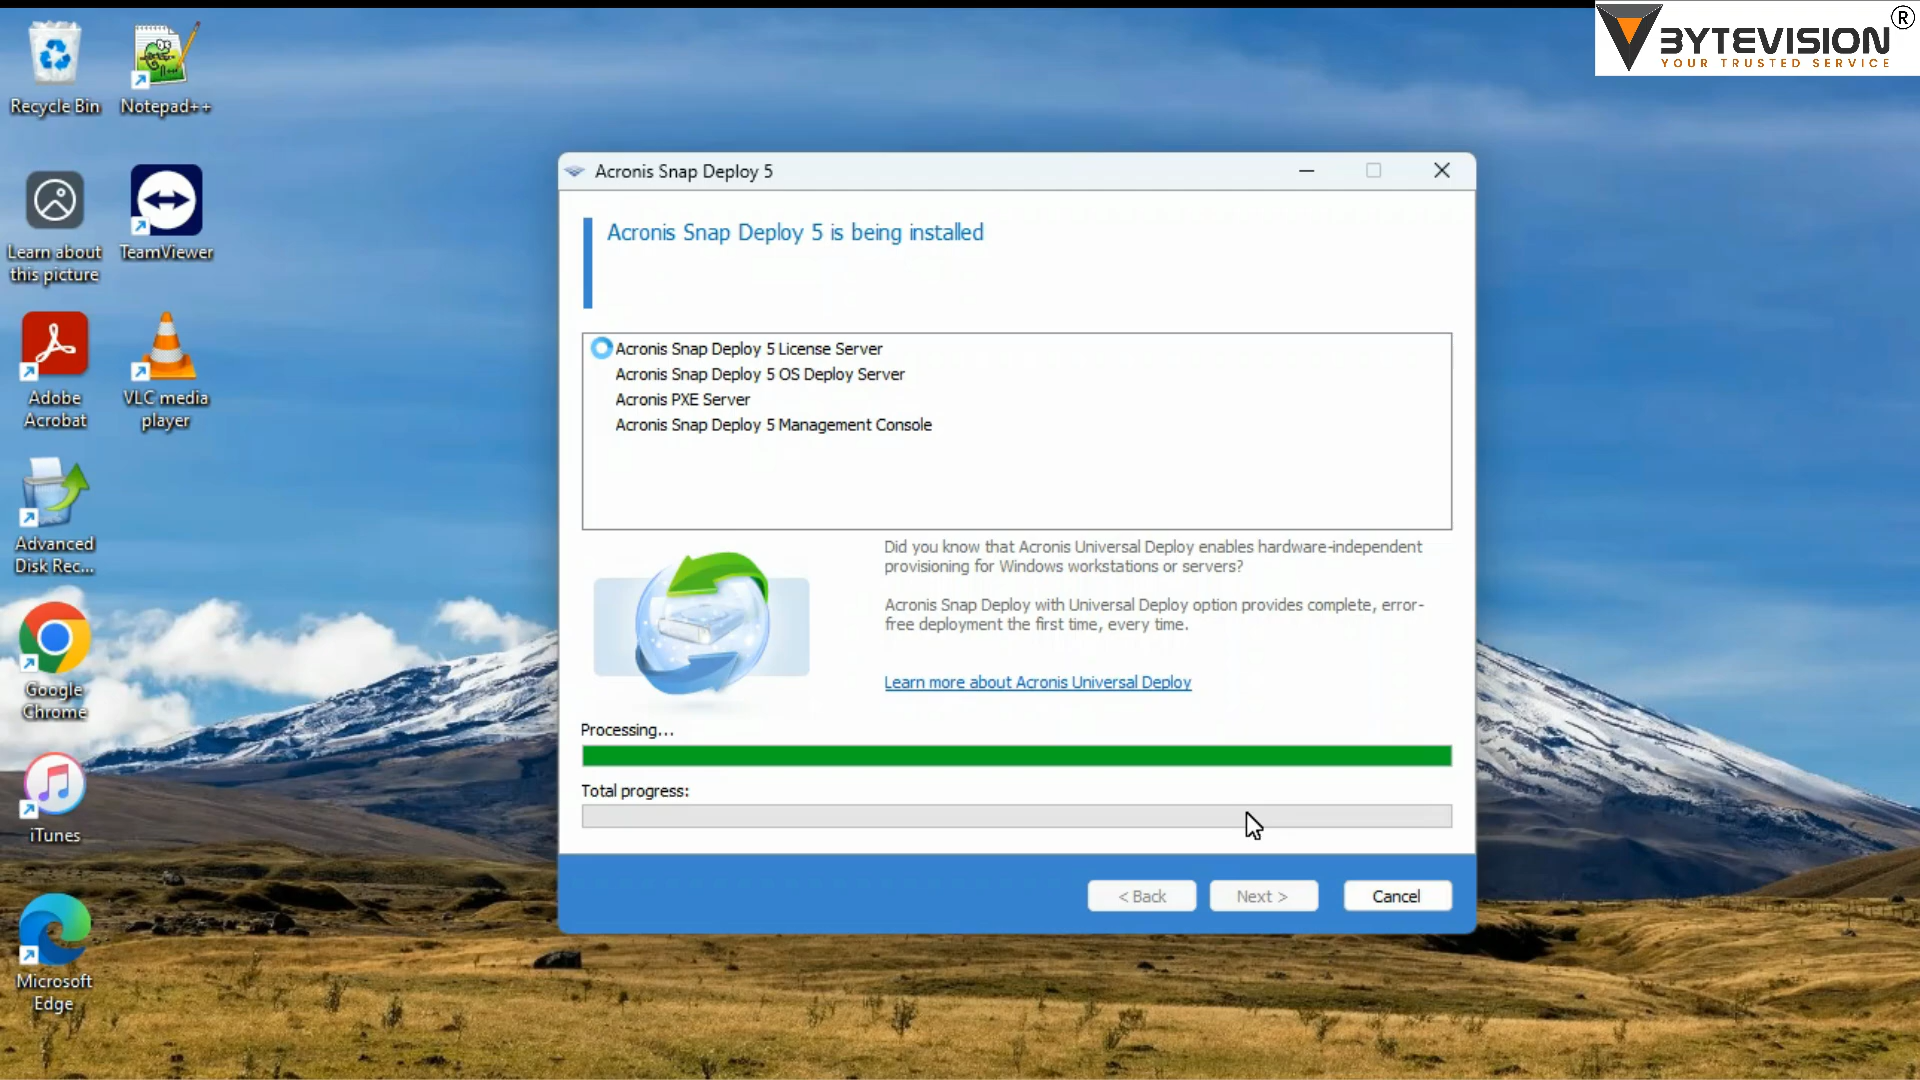 BYTEVISION®
YOUR TRUSTED SERVICE
Recycle Bin
Notepad++
Learn about
this picture
TeamViewer
Adobe
Acrobat
VLC media
player
Advanced
Disk Rec...
Google
Chrome
iTunes
Microsoft
Edge
Acronis Snap Deploy 5
Acronis Snap Deploy 5 is being installed
Acronis Snap Deploy 5 License Server
Acronis Snap Deploy 5 OS Deploy Server
Acronis PXE Server
Acronis Snap Deploy 5 Management Console
Did you know that Acronis Universal Deploy enables hardware-independent
provisioning for Windows workstations or servers?
Acronis Snap Deploy with Universal Deploy option provides complete, error-
free deployment the first time, every time.
Learn more about Acronis Universal Deploy
Processing...
Total progress:
< Back
Next >
Cancel